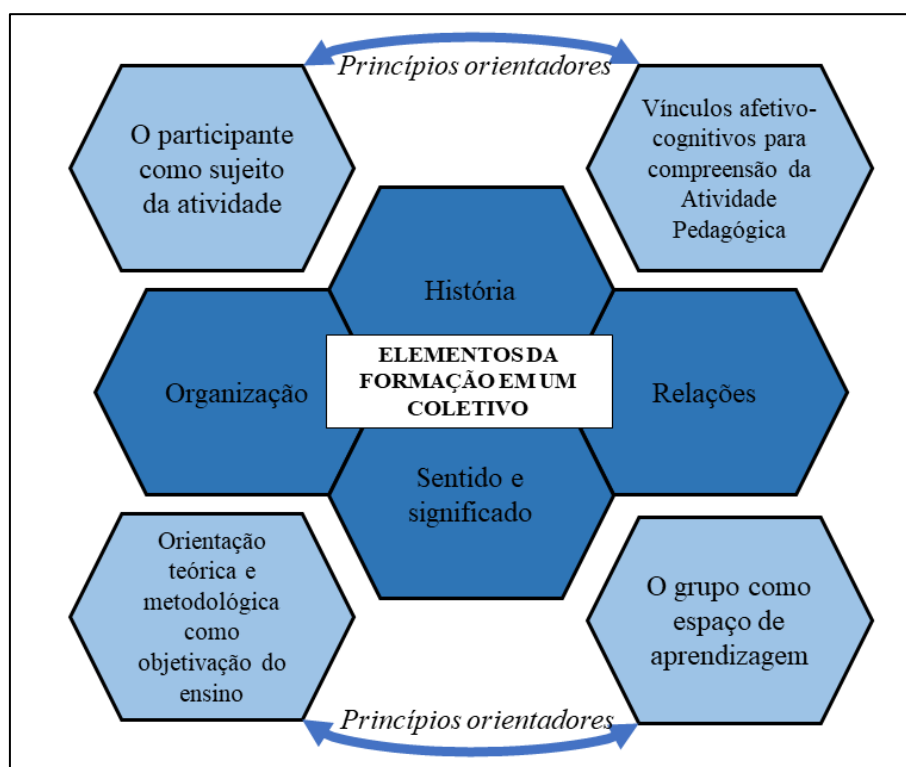 Princípios orientadores
O participante
como sujeito
da atividade
Vínculos afetivo-
cognitivos para
compreensão da
Atividade
Pedagógica
História
Organização
ELEMENTOS DA
FORMAÇÃO EM UM
COLETIVO
Relações
Sentido e
significado
Orientação
teórica e
metodológica
como
objetivação do
ensino
O grupo como
espaço de
aprendizagem
Princípios orientadores